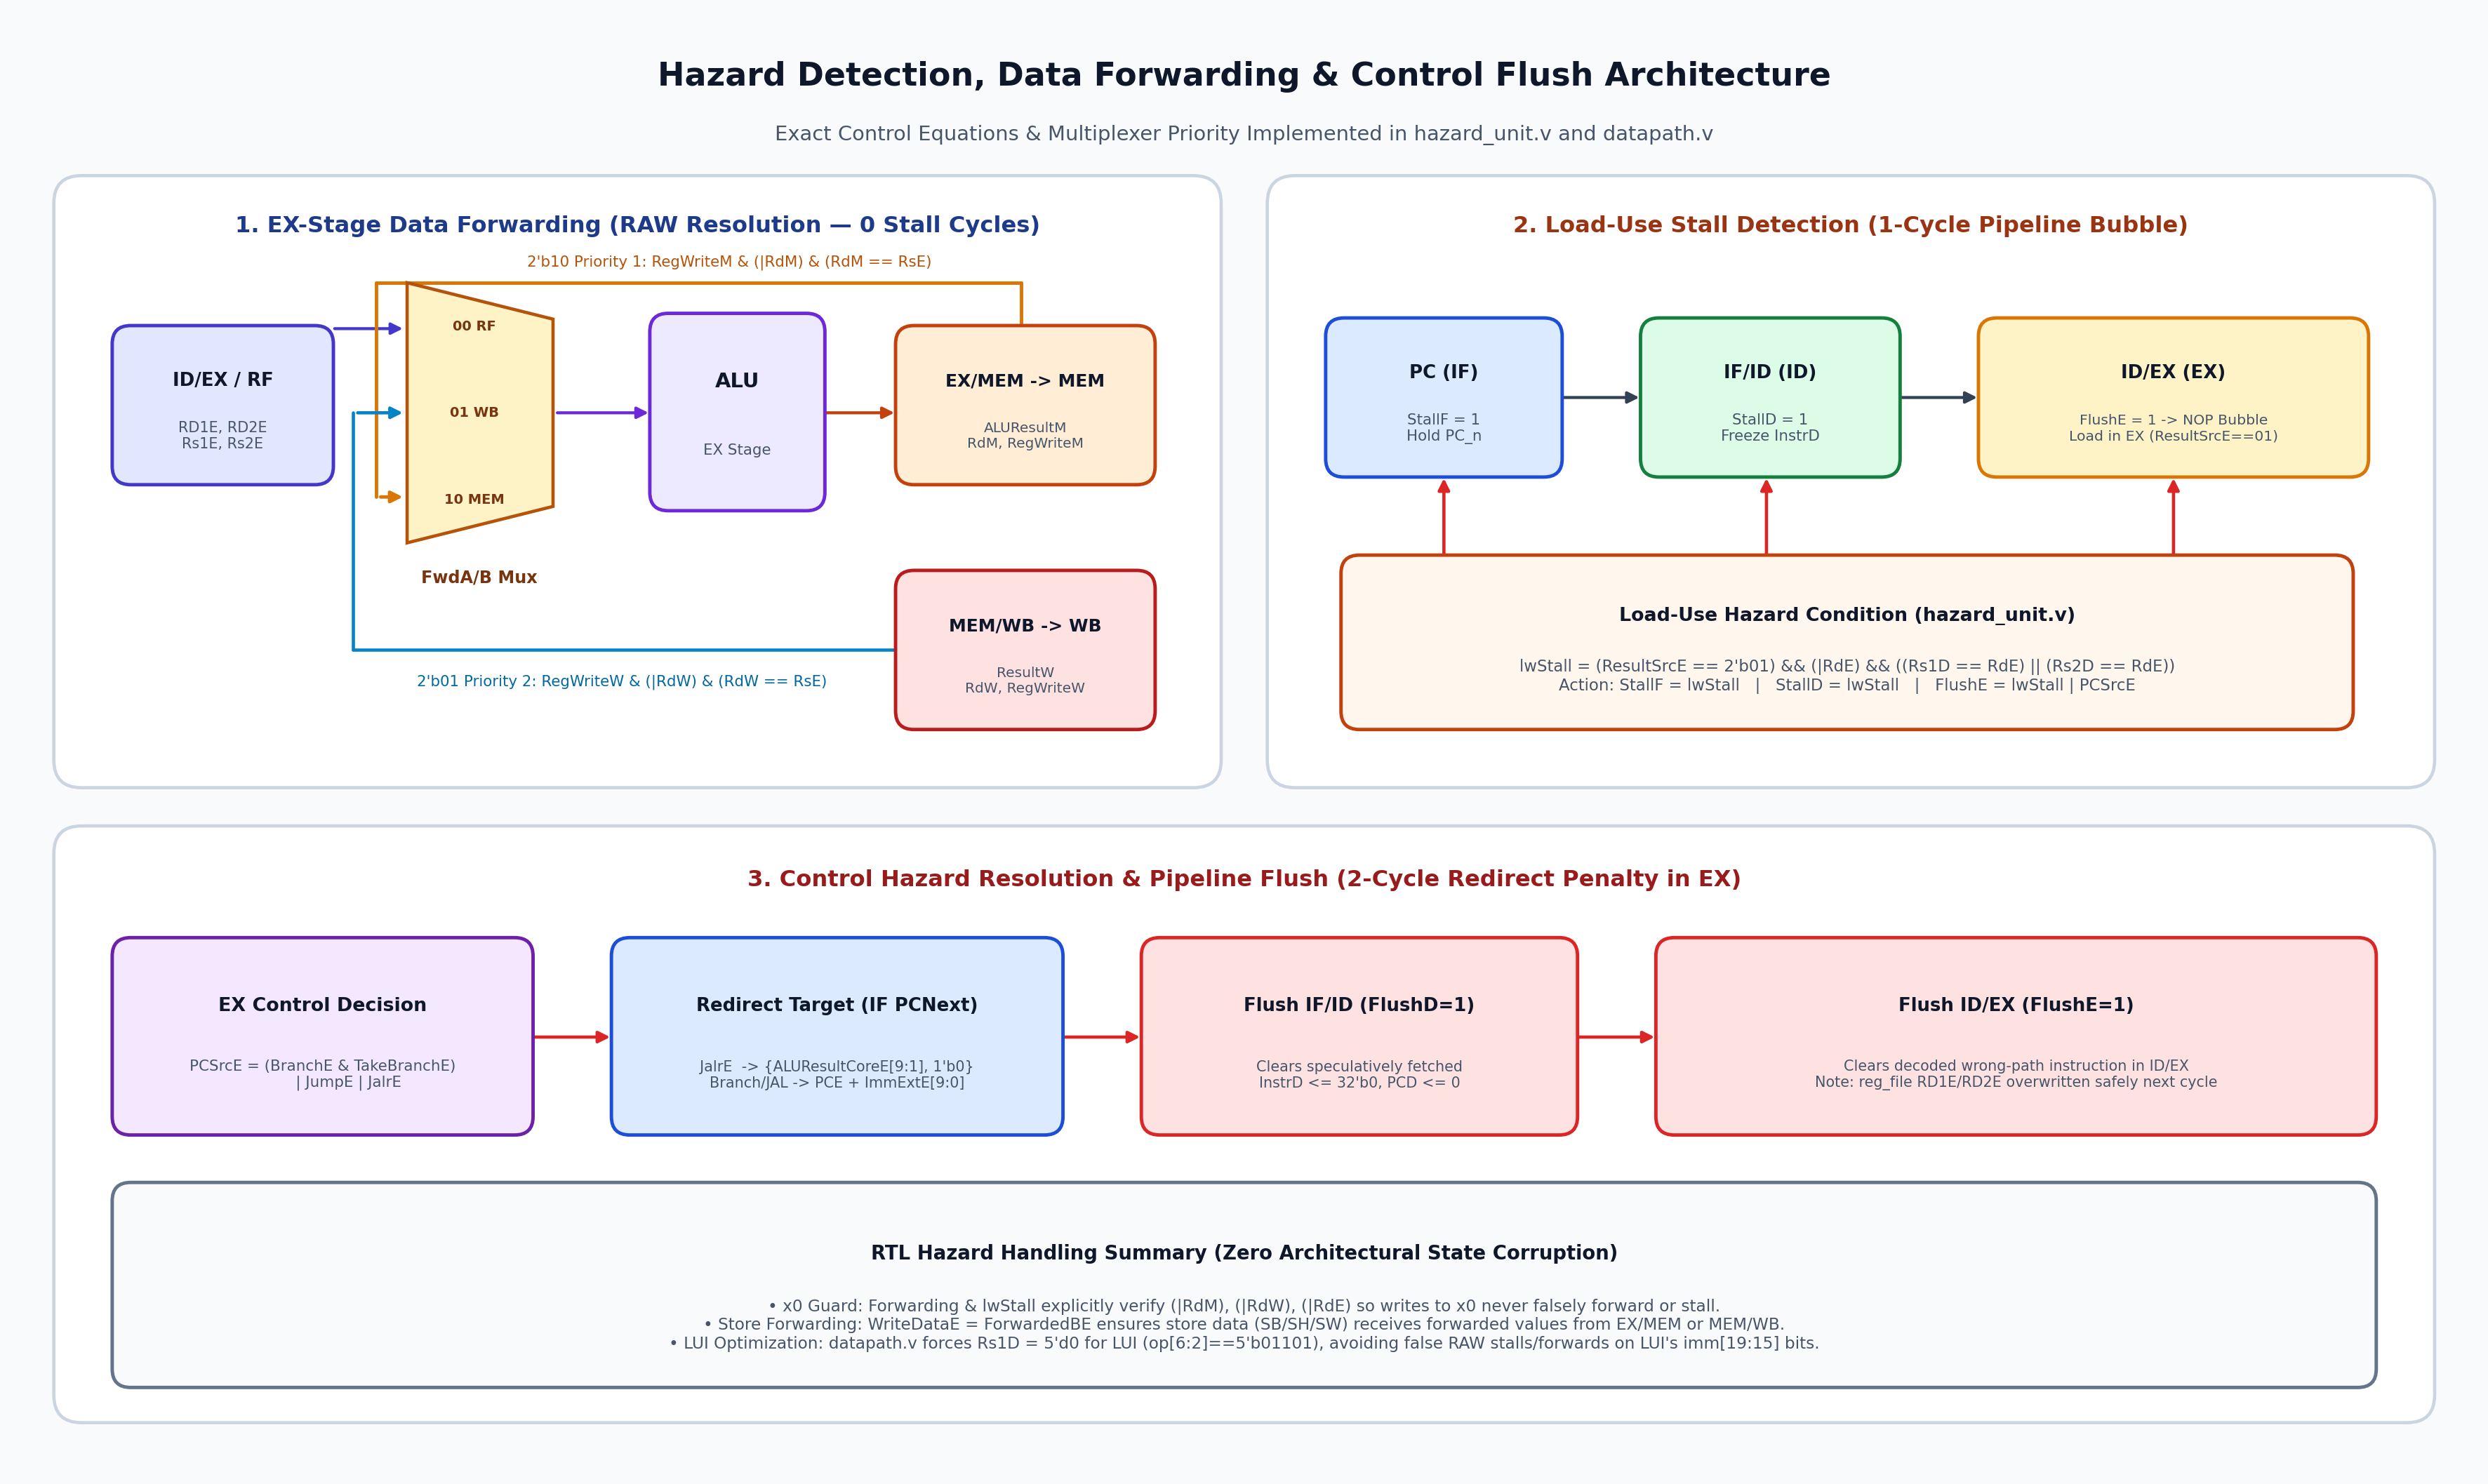 Hazard Detection, Data Forwarding & Control Flush Architecture
Exact Control Equations & Multiplexer Priority Implemented in hazard_unit.v and datapath.v
1. EX-Stage Data Forwarding (RAW Resolution — 0 Stall Cycles)
2'b10 Priority 1: RegWriteM & (|RdM) & (RdM == RsE)
ID/EX / RF
RD1E, RD2E
Rs1E, Rs2E
00 RF
01 WB
10 MEM
FwdA/B Mux
ALU
EX Stage
EX/MEM -> MEM
ALUResultM
RdM, RegWriteM
MEM/WB -> WB
ResultW
RdW, RegWriteW
2'b01 Priority 2: RegWriteW & (|RdW) & (RdW == RsE)
2. Load-Use Stall Detection (1-Cycle Pipeline Bubble)
PC (IF)
StallF = 1
Hold PC_n
IF/ID (ID)
StallD = 1
Freeze InstrD
ID/EX (EX)
FlushE = 1 -> NOP Bubble
Load in EX (ResultSrcE==01)
Load-Use Hazard Condition (hazard_unit.v)
lwStall = (ResultSrcE == 2'b01) && (|RdE) && ((Rs1D == RdE) || (Rs2D == RdE))
Action: StallF = lwStall | StallD = lwStall | FlushE = lwStall | PCSrcE
3. Control Hazard Resolution & Pipeline Flush (2-Cycle Redirect Penalty in EX)
EX Control Decision
PCSrcE = (BranchE & TakeBranchE)
| JumpE | JalrE
Redirect Target (IF PCNext)
JalrE -> {ALUResultCoreE[9:1], 1'b0}
Branch/JAL -> PCE + ImmExtE[9:0]
Flush IF/ID (FlushD=1)
Clears speculatively fetched
InstrD <= 32'b0, PCD <= 0
Flush ID/EX (FlushE=1)
Clears decoded wrong-path instruction in ID/EX
Note: reg_file RD1E/RD2E overwritten safely next cycle
RTL Hazard Handling Summary (Zero Architectural State Corruption)
• x0 Guard: Forwarding & lwStall explicitly verify (|RdM), (|RdW), (|RdE) so writes to x0 never falsely forward or stall.
• Store Forwarding: WriteDataE = ForwardedBE ensures store data (SB/SH/SW) receives forwarded values from EX/MEM or MEM/WB.
• LUI Optimization: datapath.v forces Rs1D = 5'd0 for LUI (op[6:2]==5'b01101), avoiding false RAW stalls/forwards on LUI's imm[19:15] bits.